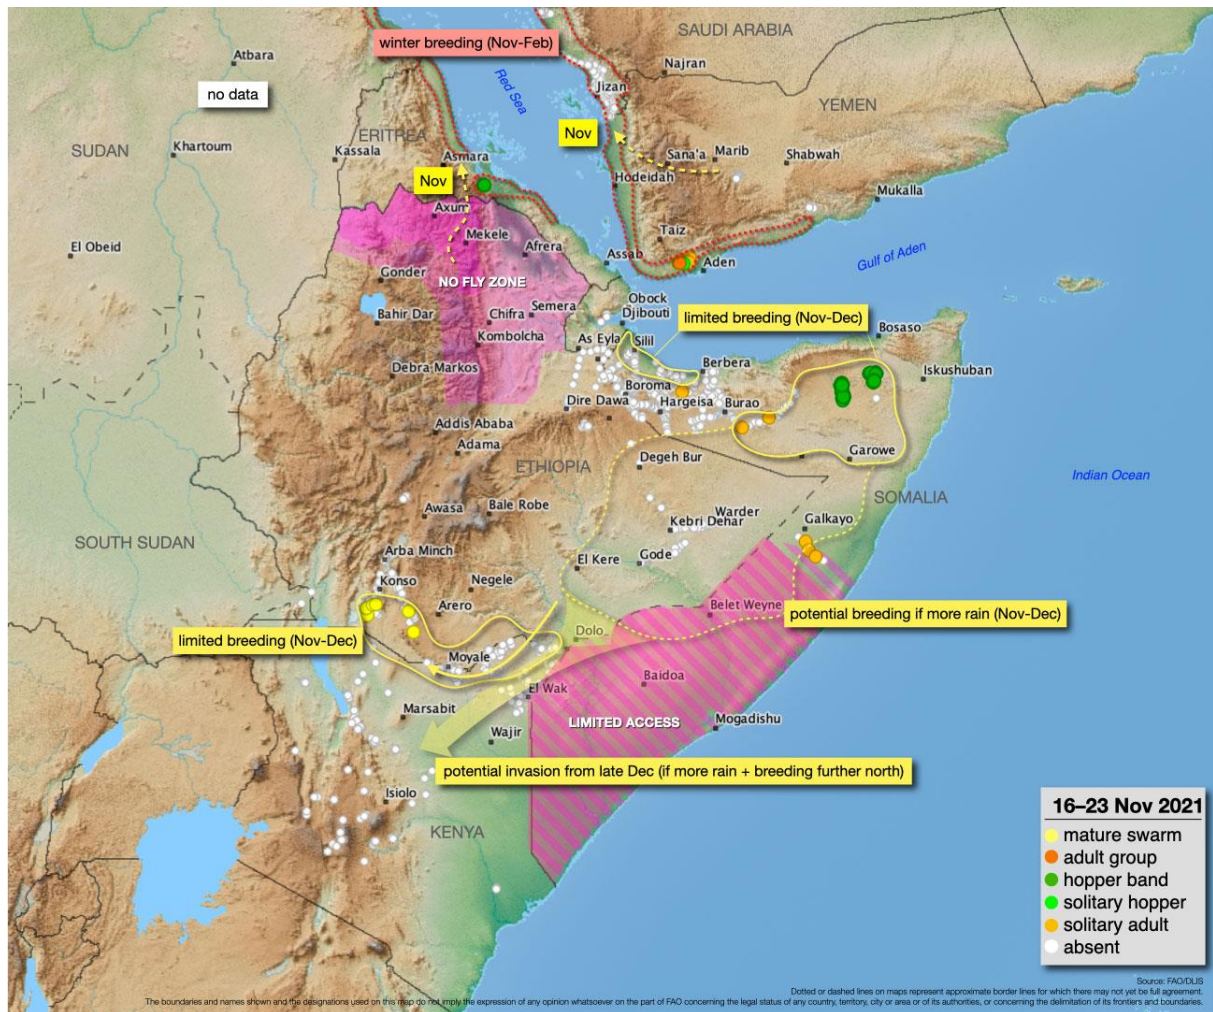 SAUDI ARABIA
winter breeding (Nov-Feb)
Atbara
Najran
Red Sea
Jizan
no data
YEMEN
Nov
ERITREA
SUDAN
Khartoum
Kassala
Asmara
Sana'a
Marib
Shabwah
Nov
Hodeidah
Mukalla
Axum
Taiz
El Obeid
Mekele
Afrera
Assab
Aden
Gulf of Aden
Gonder
NO FLY ZONE
Semera
Obock
Bahir Dar
Chifra
Djibouti
limited breeding (Nov-Dec)
Bosaso
Kombolcha
As Eyla
Silil
Debra Markos
Berbera
Iskushuban
Boroma
Dire Dawa
Hargeisa
Burao
Addis Ababa
Adama
Garowe
ETHIOPIA
Degeh Bur
Indian Ocean
SOMALIA
Awasa
Bale Robe
Warder
Kebri Dehar
Galkayo
SOUTH SUDAN
Arba Minch
Gode
El Kere
Konso
Negele
Arero
Belet Weyne
potential breeding if more rain (Nov-Dec)
limited breeding (Nov-Dec)
Dolo
Moyale
Baidoa
El Wak
Marsabit
LIMITED ACCESS
Mogadishu
Wajir
potential invasion from late Dec (if more rain + breeding further north)
Isiolo
KENYA
16–23 Nov 2021
mature swarm
adult group
hopper band
solitary hopper
solitary adult
absent
Source: FAO/DLIS
Dotted or dashed lines on maps represent approximate border lines for which there may not yet be full agreement.
The boundaries and names shown and the designations used on this map do not imply the expression of any opinion whatsoever on the part of FAO concerning the legal status of any country, territory, city or area or of its authorities, or concerning the delimitation of its frontiers and boundaries.